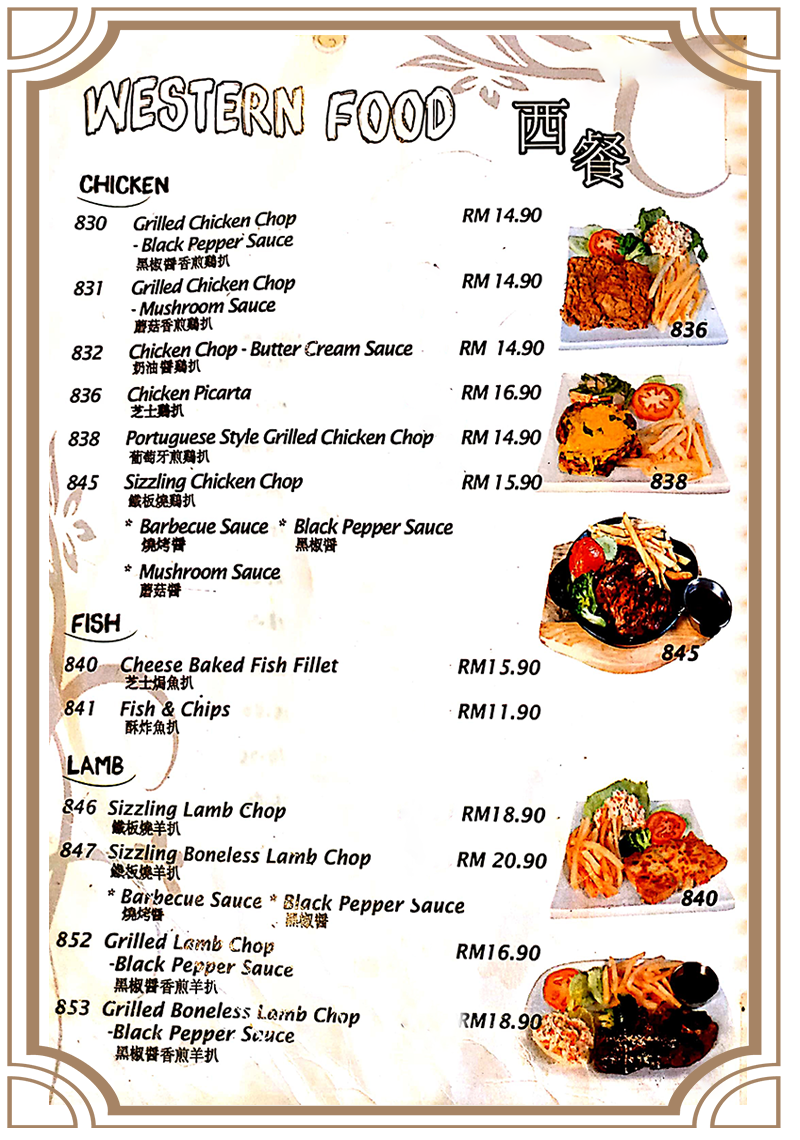 WESTERN FOOD 西餐
CHICKEN
830 Grilled Chicken Chop RM 14.90
- Black Pepper Sauce
黑椒醬香煎鷄扒
831 Grilled Chicken Chop RM 14.90
- Mushroom Sauce
蘑菇香煎鷄扒
832 Chicken Chop - Butter Cream Sauce RM 14.90
奶油醬鷄扒
836 Chicken Picarta RM 16.90
芝士鷄扒
836
838 Portuguese Style Grilled Chicken Chop RM 14.90
葡萄牙煎鷄扒
845 Sizzling Chicken Chop RM 15.90
鐵板燒鷄扒
838
* Barbecue Sauce * Black Pepper Sauce
燒烤醬 黑椒醬
* Mushroom Sauce
蘑菇醬
845
FISH
840 Cheese Baked Fish Fillet RM15.90
芝士焗魚扒
841 Fish & Chips RM11.90
酥炸魚扒
LAMB
846 Sizzling Lamb Chop RM18.90
鐵板燒羊扒
847 Sizzling Boneless Lamb Chop RM 20.90
鐵板燒羊扒
* Barbecue Sauce * Black Pepper Sauce
燒烤醬 黑椒醬
840
852 Grilled Lamb Chop RM16.90
-Black Pepper Sauce
黑椒醬香煎羊扒
853 Grilled Boneless Lamb Chop RM18.90
-Black Pepper Sauce
黑椒醬香煎羊扒